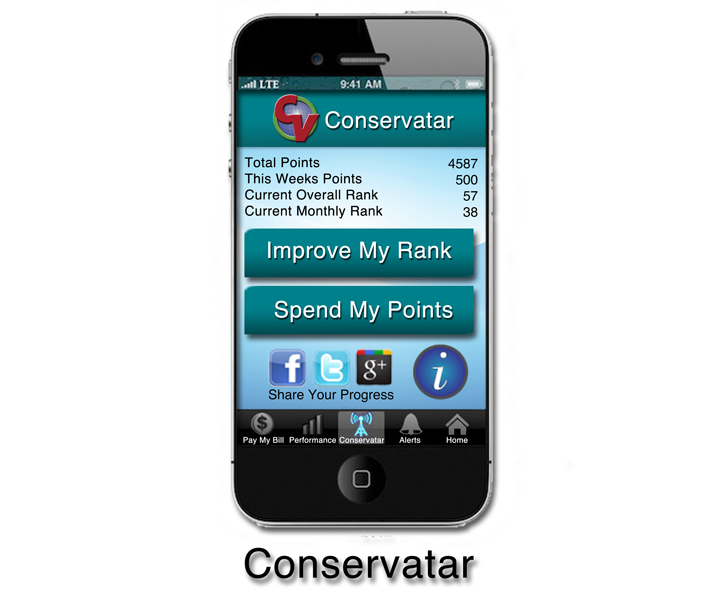 LTE 9:41 AM
CV Conservatar
Total Points 4587
This Weeks Points 500
Current Overall Rank 57
Current Monthly Rank 38
Improve My Rank
Spend My Points
f t g+ i
Share Your Progress
$
Pay My Bill Performance Conservatar Alerts Home
Conservatar